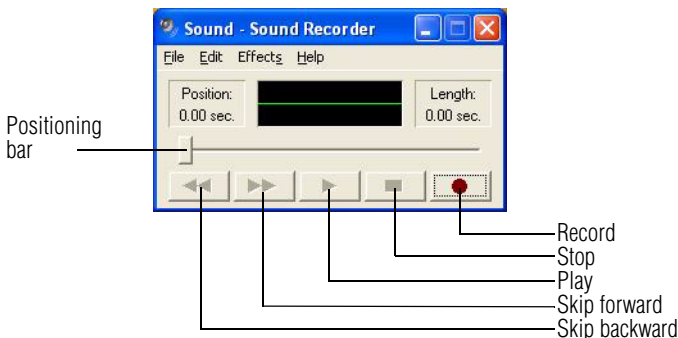 Sound - Sound Recorder
File Edit Effects Help
Position:
0.00 sec.
Length:
0.00 sec.
Positioning
bar
Record
Stop
Play
Skip forward
Skip backward